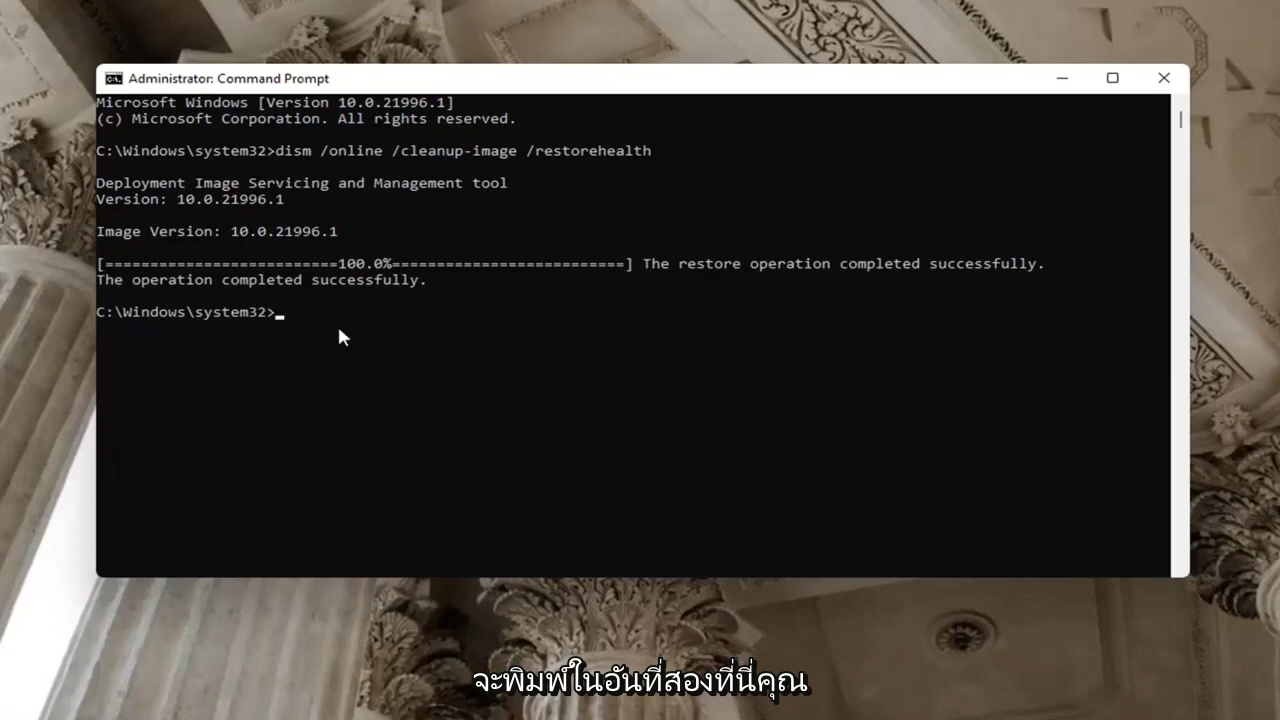 Administrator: Command Prompt
Microsoft Windows [Version 10.0.21996.1]
(c) Microsoft Corporation. All rights reserved.
C:\Windows\system32>dism /online /cleanup-image /restorehealth
Deployment Image Servicing and Management tool
Version: 10.0.21996.1
Image Version: 10.0.21996.1
[==========================100.0%==========================] The restore operation completed successfully.
The operation completed successfully.
C:\Windows\system32>
จะพิมพ์ในอันที่สองที่นี่คุณ